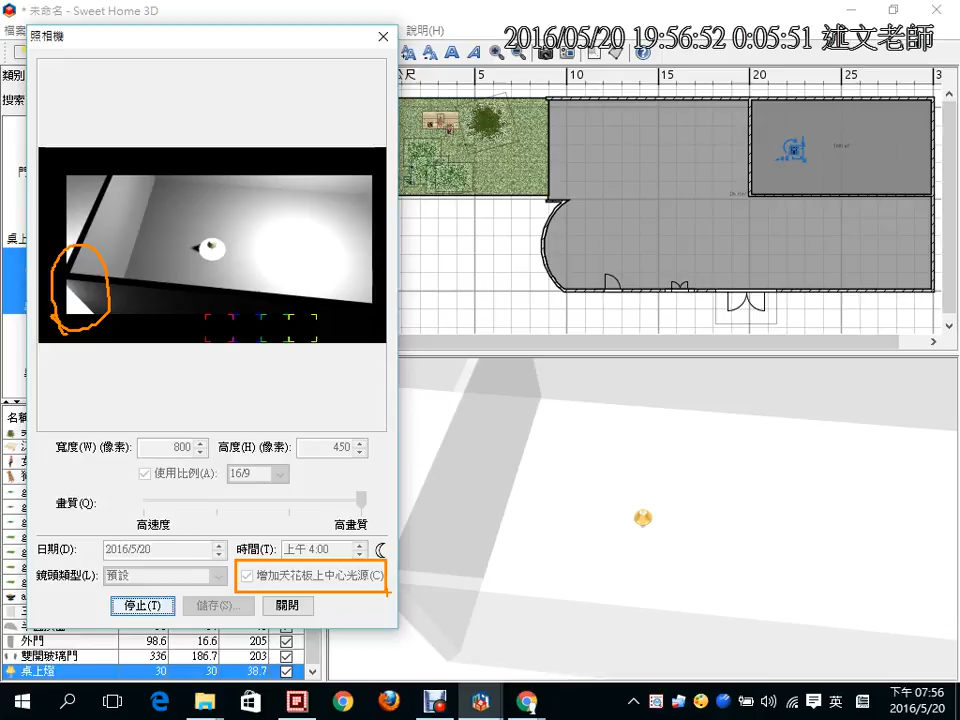 * 未命名 - Sweet Home 3D
檔案
說明(H)
2016/05/20 19:56:52 0:05:51 述文老師
照相機
類別
搜索
公尺 5 10 15 20 25 3
門
桌上
寬度(W) (像素): 800 高度(H) (像素): 450
使用比例(A): 16/9
畫質(Q):
高速度 高畫質
日期(D): 2016/5/20 時間(T): 上午 4:00
鏡頭類型(L): 預設 增加天花板上中心光源(C)
停止(T) 儲存(S)... 關閉
名稱
外門 98.6 16.6 205
雙開玻璃門 336 186.7 203
桌上燈 30 30 38.7
英
下午 07:56
2016/5/20